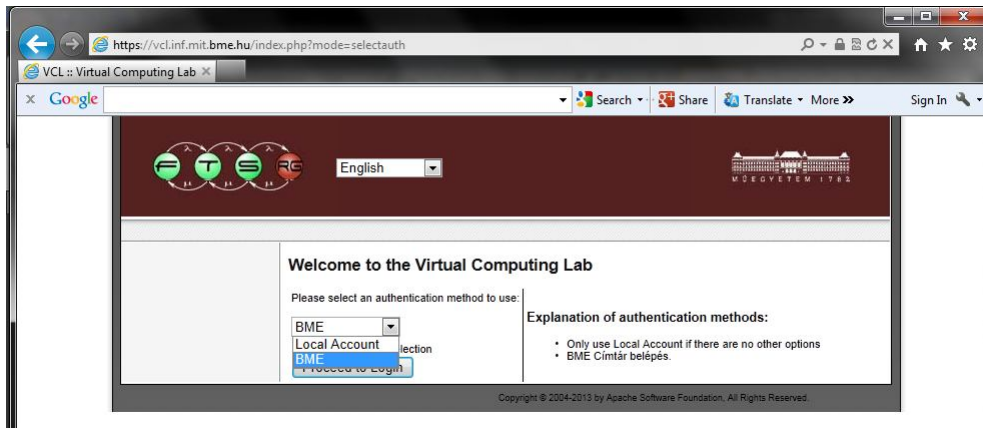 https://vcl.inf.mit.bme.hu/index.php?mode=selectauth
VCL :: Virtual Computing Lab
x Google Search Share Translate More » Sign In
F T S RG
λ λ λ
μ μ μ
English
MŰEGYETEM 1782
Welcome to the Virtual Computing Lab
Please select an authentication method to use:
BME
Local Account
BME
lection
Proceed to Login
Explanation of authentication methods:
• Only use Local Account if there are no other options
• BME Címtár belépés.
Copyright © 2004-2013 by Apache Software Foundation, All Rights Reserved.